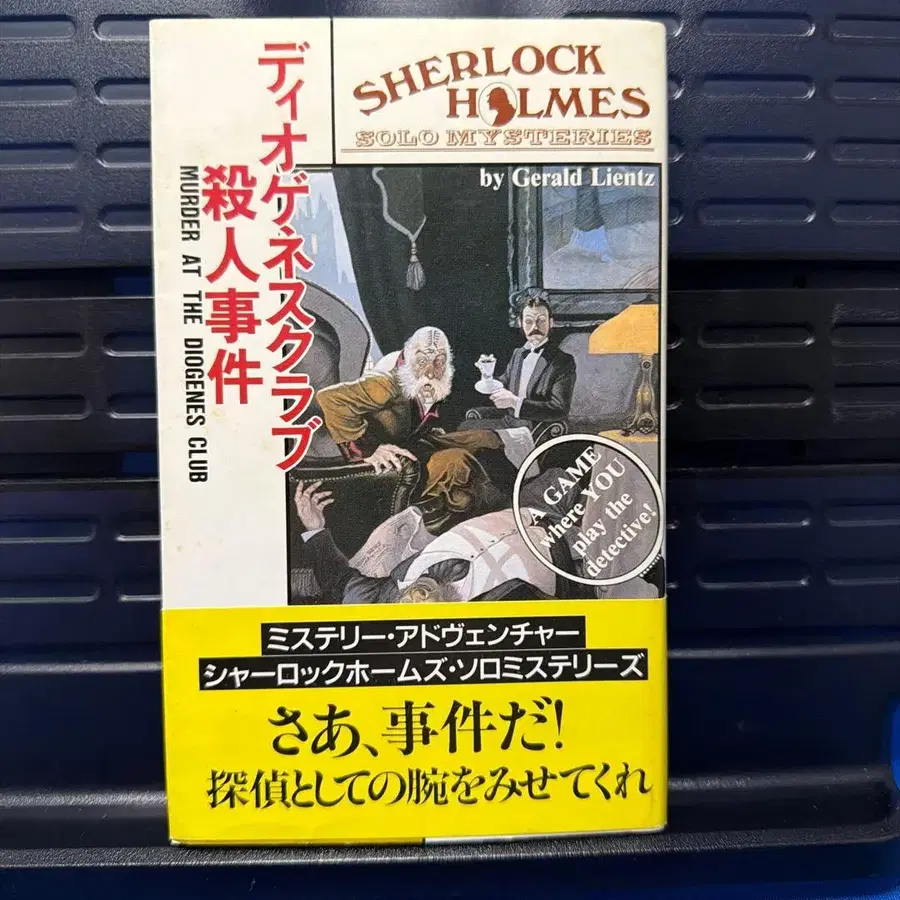 ディオゲネスクラブ
殺人事件
MURDER AT THE DIOGENES CLUB
SHERLOCK
HOLMES
SOLO MYSTERIES
by Gerald Lientz
A GAME
where YOU
play the
detective!
ミステリー・アドヴェンチャー
シャーロックホームズ・ソロミステリーズ
さあ、事件だ!
探偵としての腕をみせてくれ